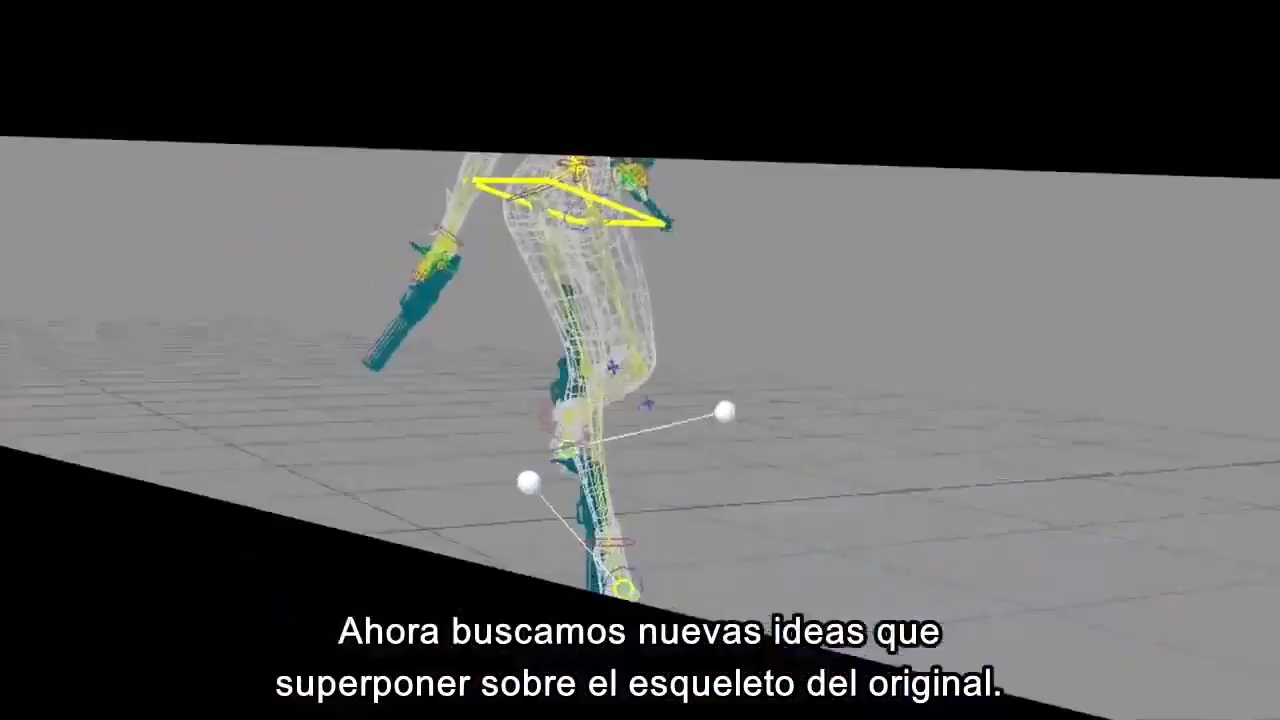 Ahora buscamos nuevas ideas que
superponer sobre el esqueleto del original.